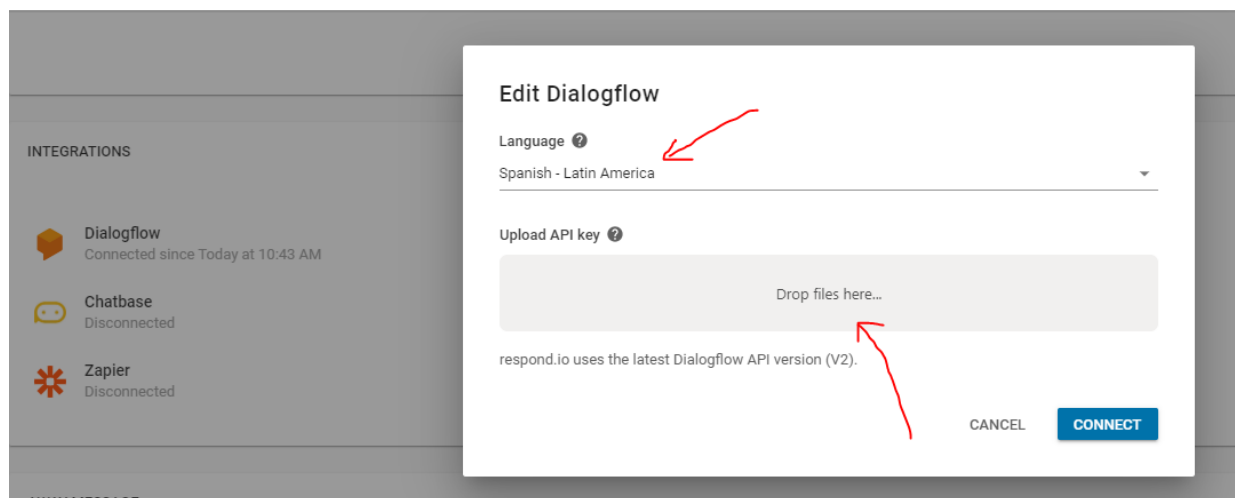 INTEGRATIONS
Dialogflow
Connected since Today at 10:43 AM
Chatbase
Disconnected
Zapier
Disconnected
Edit Dialogflow
Language
Spanish - Latin America
Upload API key
Drop files here...
respond.io uses the latest Dialogflow API version (V2).
CANCEL CONNECT